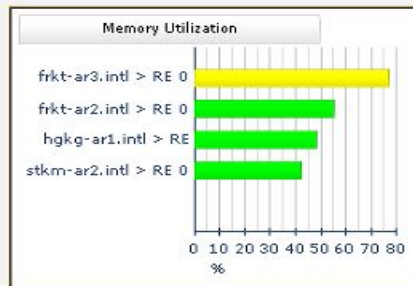 Memory Utilization
frkt-ar3.intl > RE 0
frkt-ar2.intl > RE 0
hgkg-ar1.intl > RE
stkm-ar2.intl > RE 0
0 10 20 30 40 50 60 70 80
%